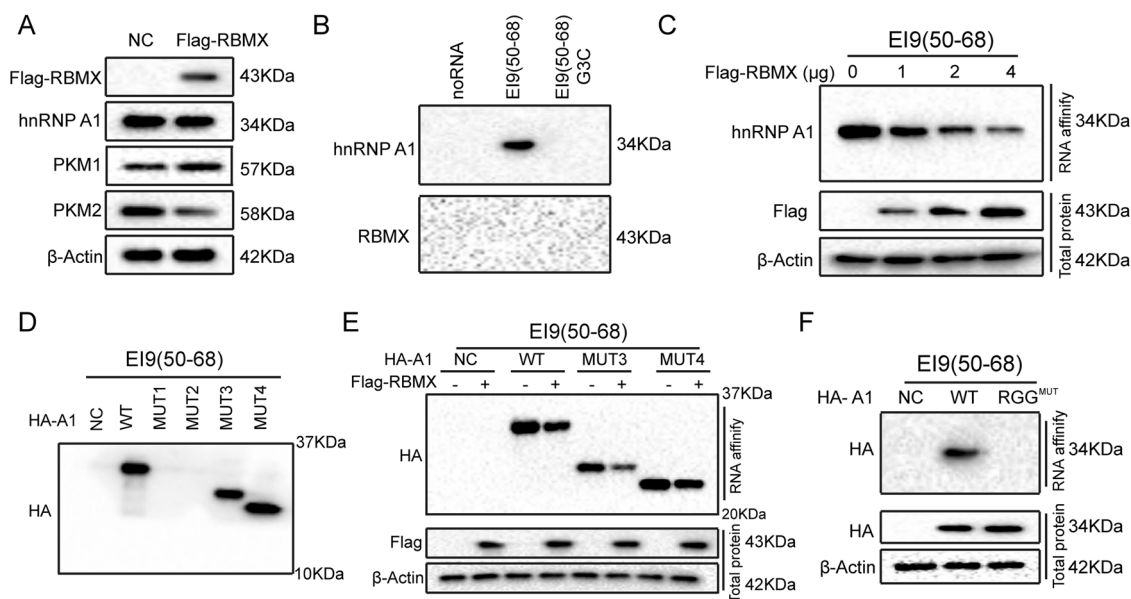 A
NC Flag-RBMX
Flag-RBMX 43KDa
hnRNP A1 34KDa
PKM1 57KDa
PKM2 58KDa
β-Actin 42KDa
B
noRNA
EI9(50-68)
EI9(50-68)
G3C
hnRNP A1 34KDa
RBMX 43KDa
C
EI9(50-68)
Flag-RBMX (μg) 0 1 2 4
hnRNP A1 34KDa
RNA affinify
Flag 43KDa
β-Actin 42KDa
Total protein
D
EI9(50-68)
HA-A1 NC WT MUT1 MUT2 MUT3 MUT4
37KDa
HA
10KDa
E
EI9(50-68)
HA-A1 NC WT MUT3 MUT4
Flag-RBMX - + - + - + - +
37KDa
HA
RNA affinify
20KDa
Flag 43KDa
β-Actin 42KDa
Total protein
F
EI9(50-68)
HA- A1 NC WT RGGMUT
HA 34KDa
RNA affinify
HA 34KDa
β-Actin 42KDa
Total protein